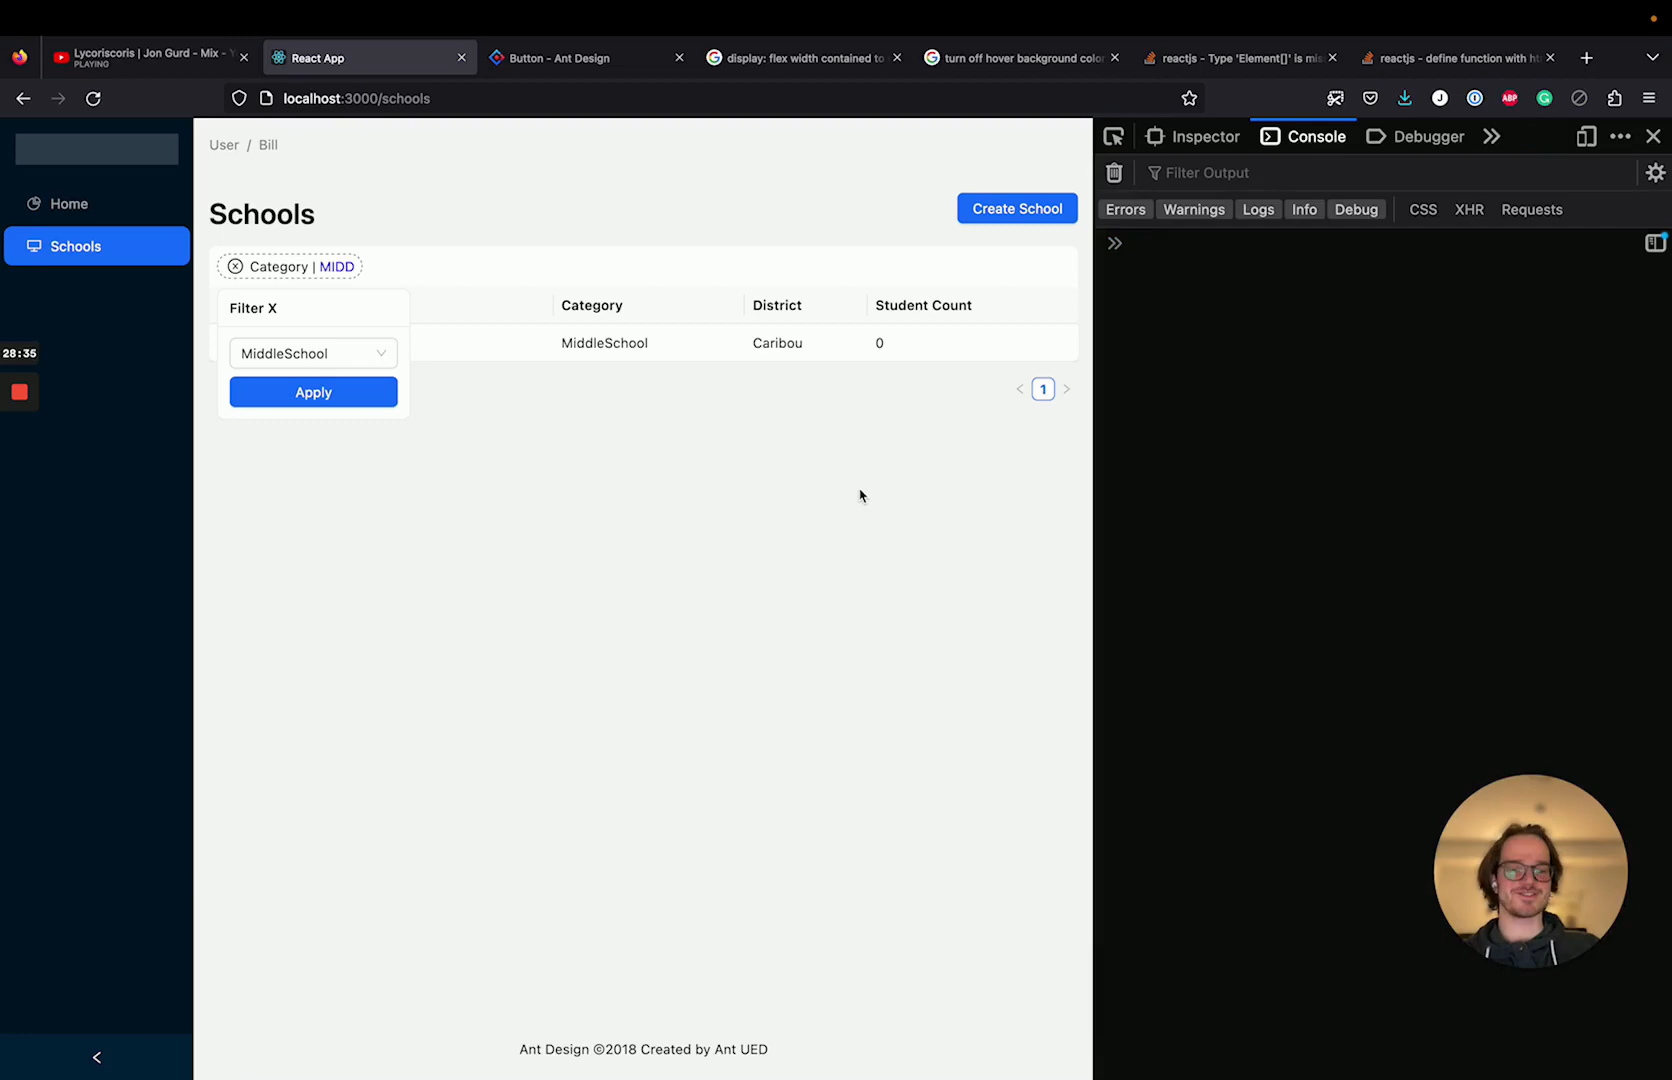 Lycoriscoris | Jon Gurd - Mix - Y
PLAYING
React App
Button - Ant Design
display: flex width contained to
turn off hover background color
reactjs - Type 'Element[]' is mis
reactjs - define function with ht
localhost:3000/schools
ABP
User / Bill
Inspector
Console
Debugger
Filter Output
Home
Schools
Create School
Errors
Warnings
Logs
Info
Debug
CSS
XHR
Requests
Schools
Category | MIDD
Filter X
Category
District
Student Count
MiddleSchool
Caribou
0
28:35
MiddleSchool
Apply
1
Ant Design ©2018 Created by Ant UED